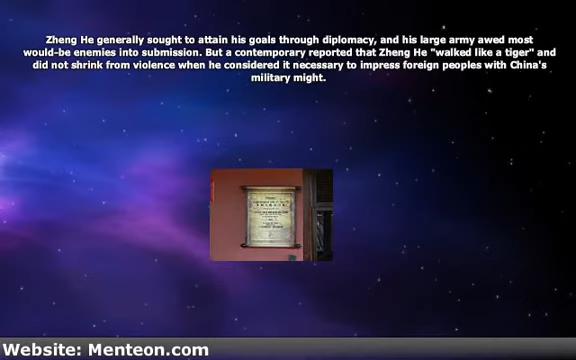 Zheng He generally sought to attain his goals through diplomacy, and his large army awed most
would-be enemies into submission. But a contemporary reported that Zheng He "walked like a tiger" and
did not shrink from violence when he considered it necessary to impress foreign peoples with China's
military might.
Website: Menteon.com